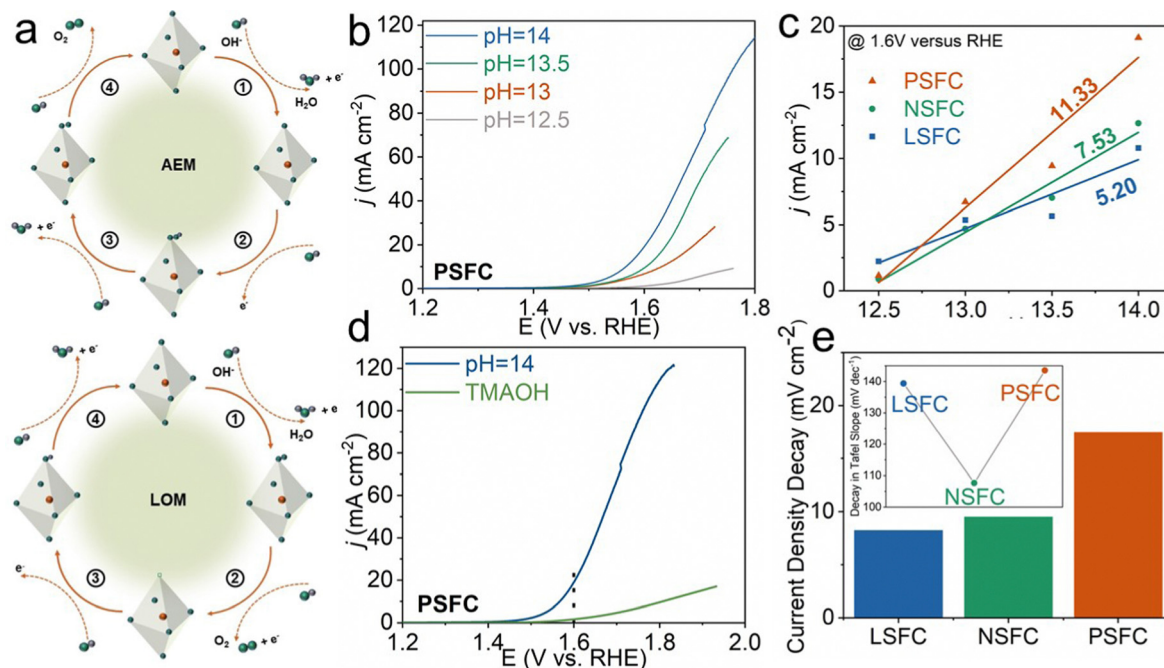 a
O₂
OH⁻
+ e⁻
H₂O
④
①
AEM
+ e⁻
③
②
e⁻
+ e⁻
OH⁻
+ e
H₂O
④
①
LOM
e⁻
③
②
O₂
+ e⁻
b
pH=14
pH=13.5
pH=13
pH=12.5
120
100
80
60
40
20
0
j (mA cm⁻²)
PSFC
1.2 1.4 1.6 1.8
E (V vs. RHE)
c
@ 1.6V versus RHE
PSFC
NSFC
LSFC
11.33
7.53
5.20
20
15
10
5
0
j (mA cm⁻²)
12.5 13.0 13.5 14.0
d
pH=14
TMAOH
120
100
80
60
40
20
0
j (mA cm⁻²)
PSFC
1.2 1.4 1.6 1.8 2.0
E (V vs. RHE)
e
Current Density Decay (mV cm⁻²)
20
10
0
Decay in Tafel Slope (mV dec⁻¹)
140
130
120
110
100
LSFC
PSFC
NSFC
LSFC NSFC PSFC